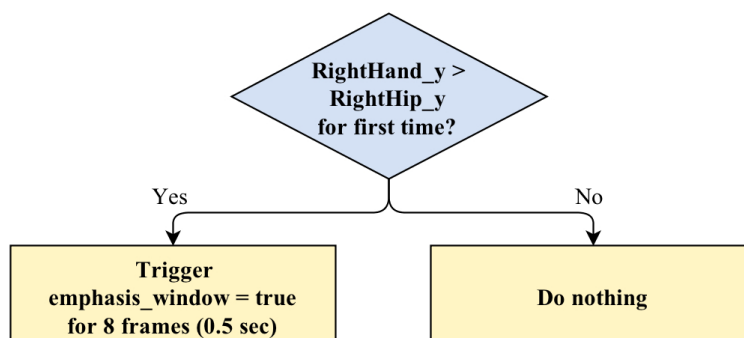 RightHand_y >
RightHip_y
for first time?
Yes
No
Trigger
emphasis_window = true
for 8 frames (0.5 sec)
Do nothing